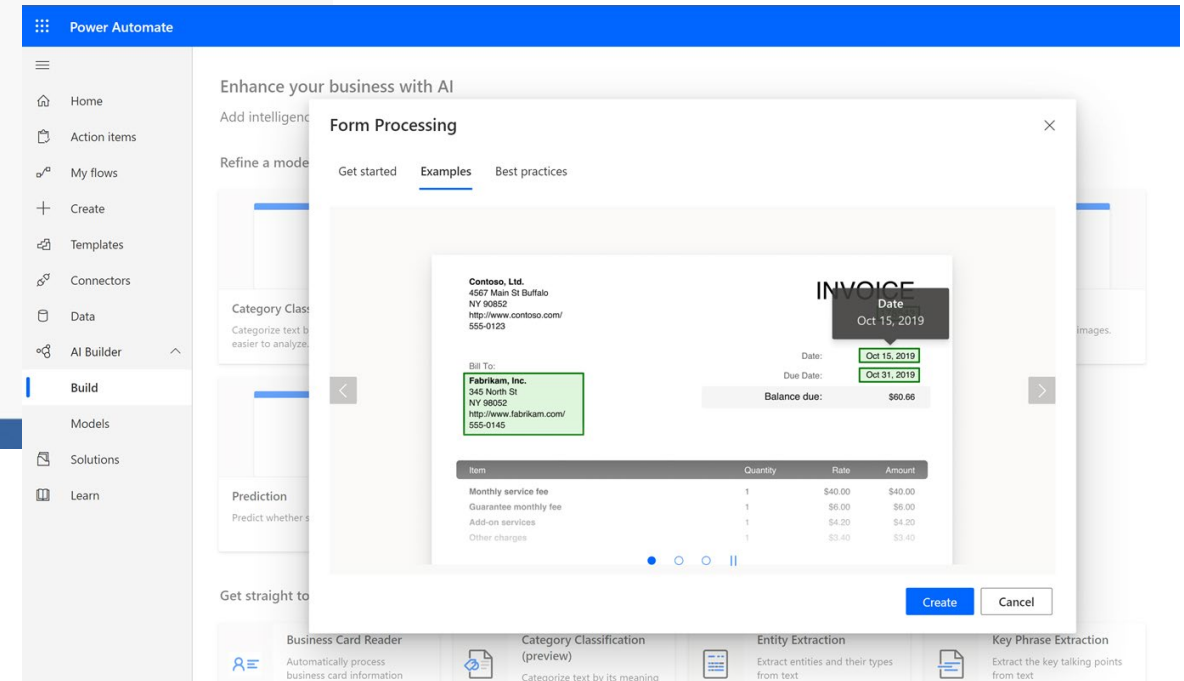 Power Automate
Home
Action items
My flows
Create
Templates
Connectors
Data
AI Builder
Build
Models
Solutions
Learn
Enhance your business with AI
Add intelligenc
Refine a mode
Category Class
Categorize text b
easier to analyze.
images.
Prediction
Predict whether s
Get straight to
Form Processing
Get started Examples Best practices
Contoso, Ltd.
4567 Main St Buffalo
NY 90852
http://www.contoso.com/
555-0123
INVOICE
Date
Oct 15, 2019
Bill To:
Fabrikam, Inc.
345 North St
NY 98052
http://www.fabrikam.com/
555-0145
Date: Oct 15, 2019
Due Date: Oct 31, 2019
Balance due: $60.66
Item Quantity Rate Amount
Monthly service fee 1 $40.00 $40.00
Guarantee monthly fee 1 $6.00 $6.00
Add-on services 1 $4.20 $4.20
Other charges 1 $3.40 $3.40
Create Cancel
Business Card Reader
Automatically process
business card information
Category Classification
(preview)
Categorize text by its meaning
Entity Extraction
Extract entities and their types
from text
Key Phrase Extraction
Extract the key talking points
from text